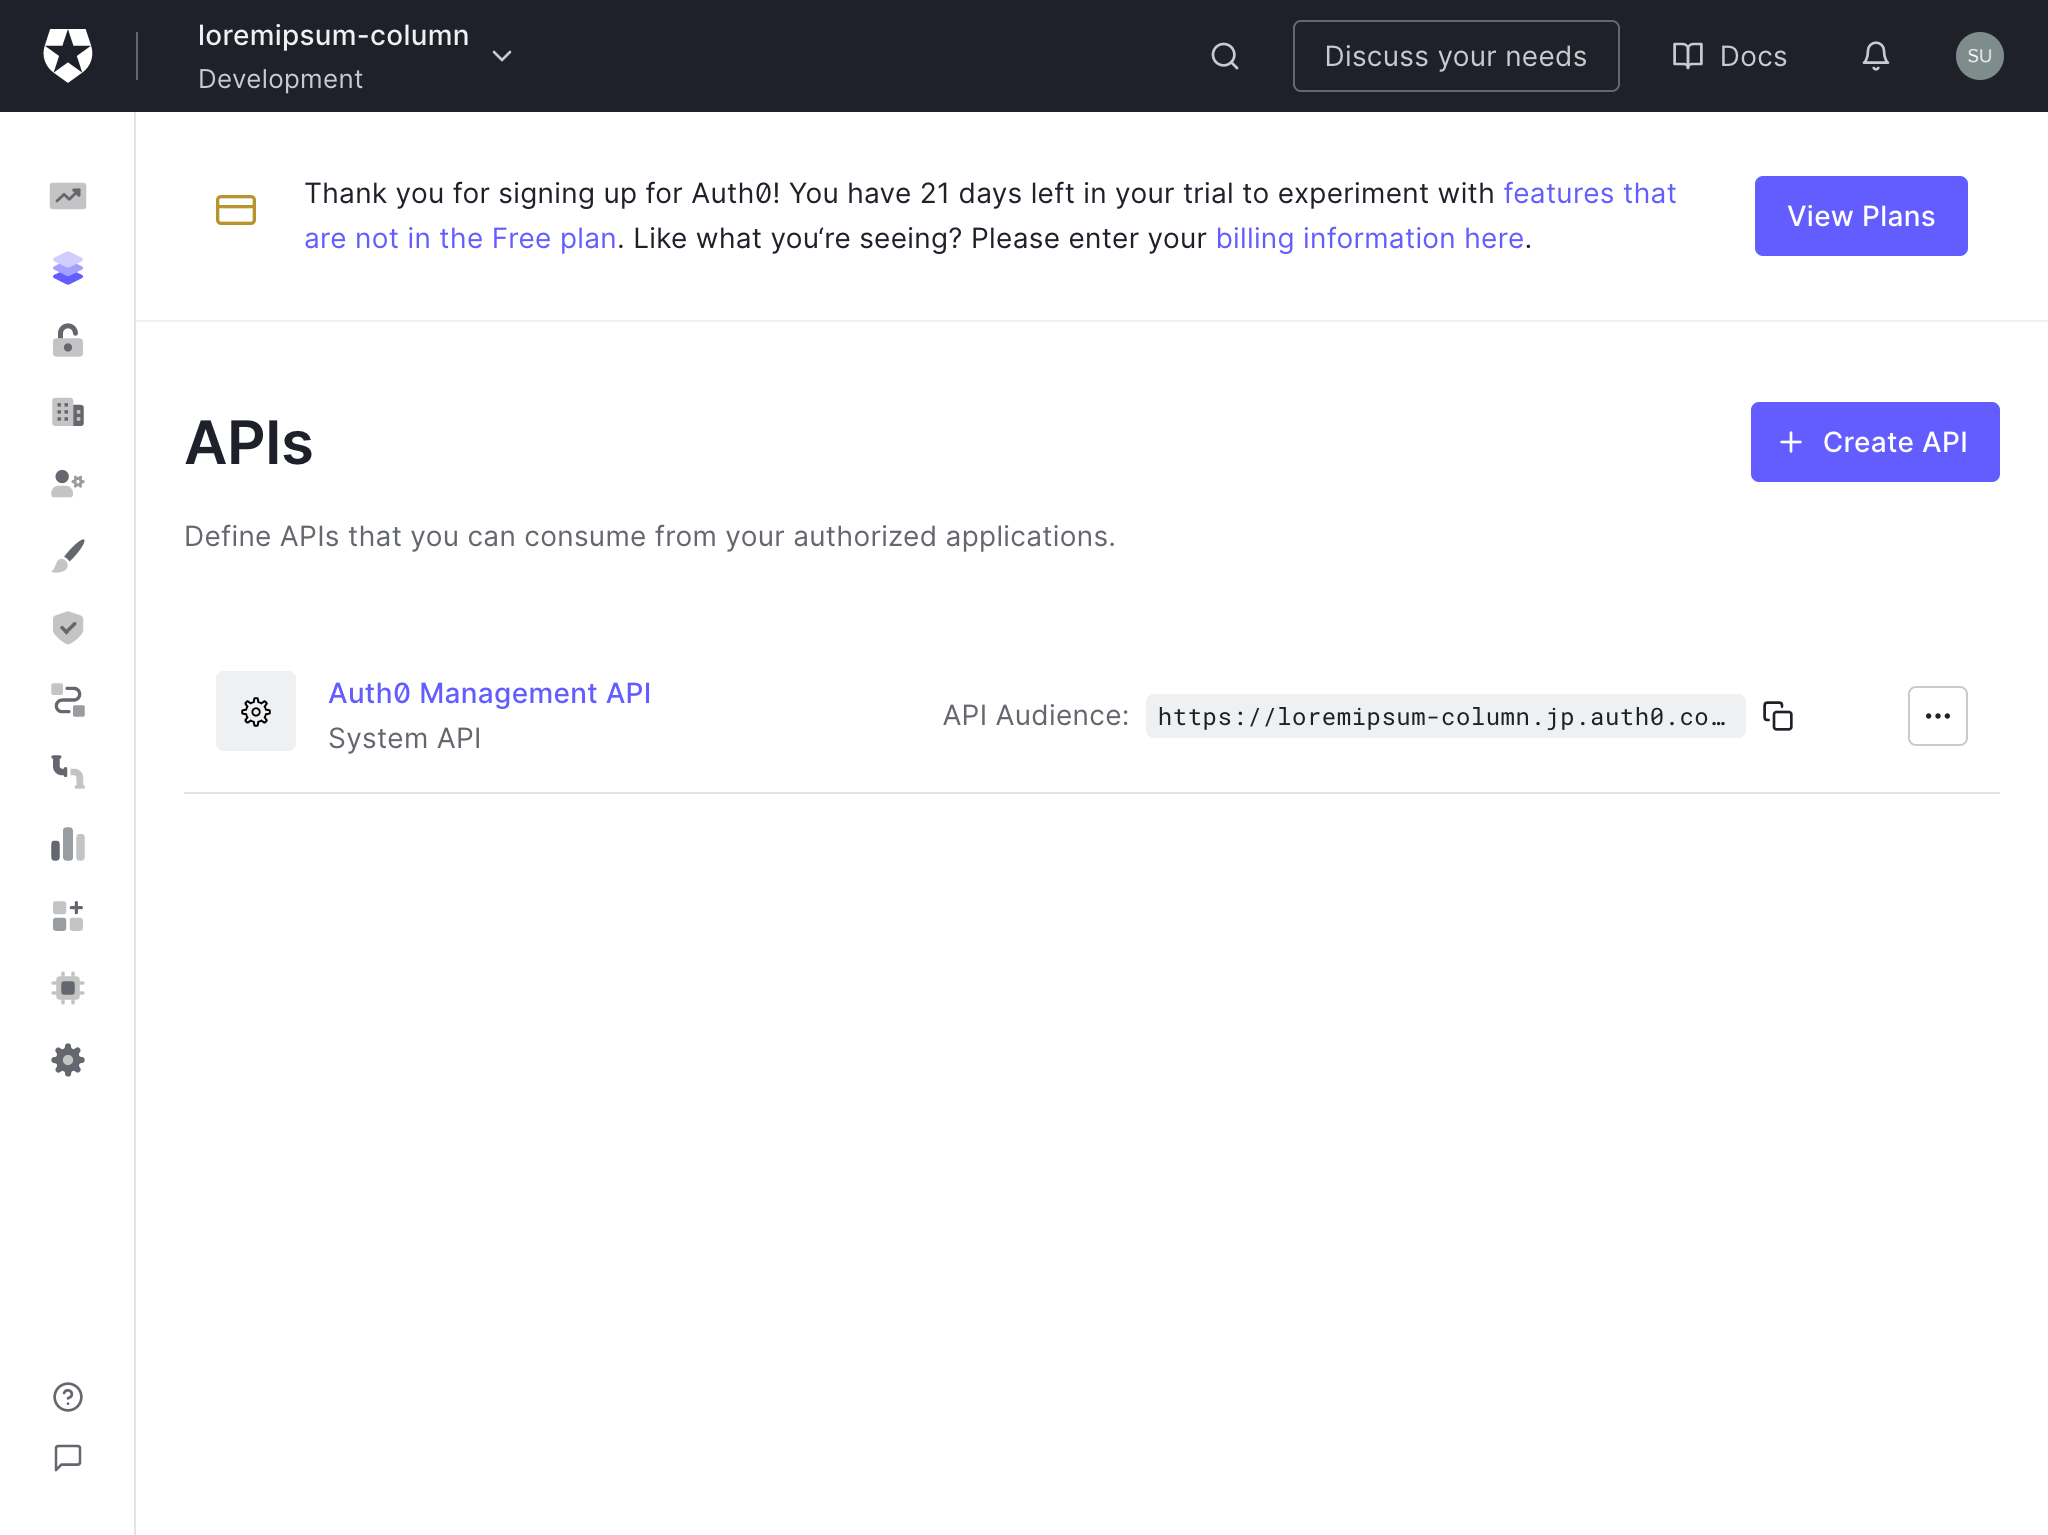 loremipsum-column
Development
Discuss your needs
Docs
SU
Thank you for signing up for Auth0! You have 21 days left in your trial to experiment with features that
are not in the Free plan. Like what you‘re seeing? Please enter your billing information here.
View Plans
APIs
Create API
Define APIs that you can consume from your authorized applications.
Auth0 Management API
System API
API Audience: https://loremipsum-column.jp.auth0.co…